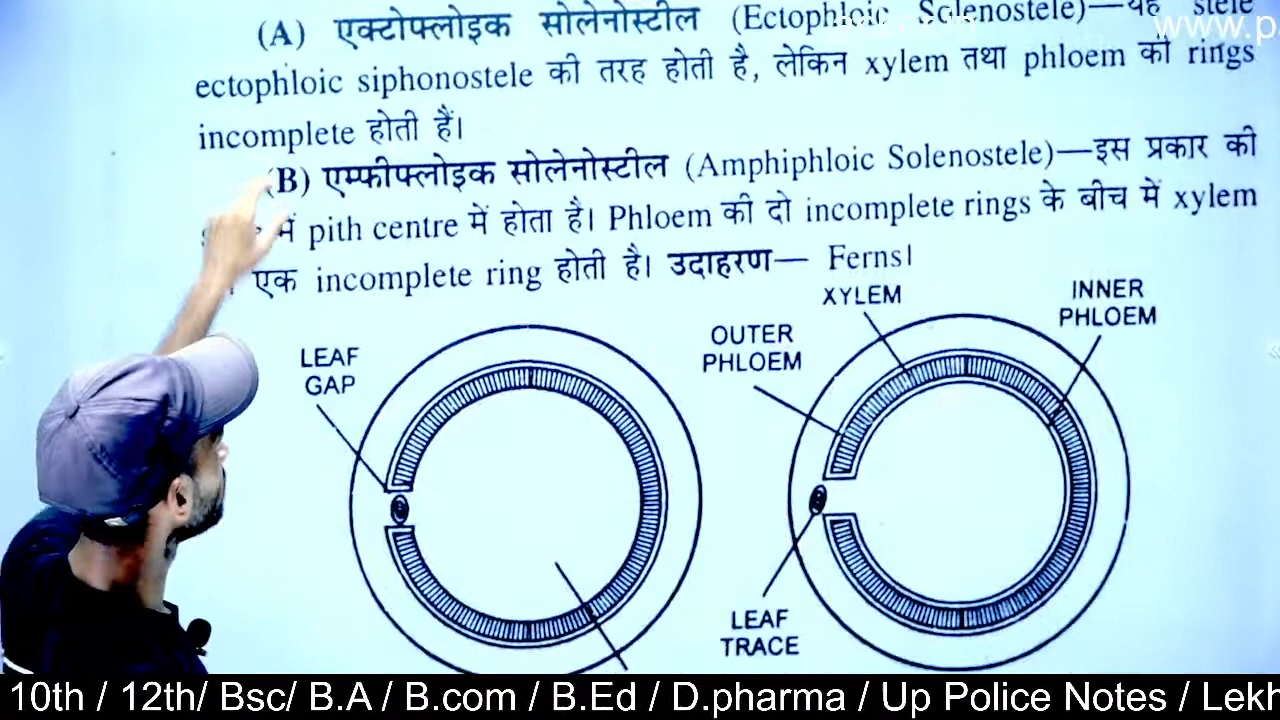 (A) एक्टोफ्लोइक सोलेनोस्टील (Ectophloic Solenostele)—यह stele
www.p
ectophloic siphonostele की तरह होती है, लेकिन xylem तथा phloem की rings
incomplete होती हैं।
(B) एम्फीफ्लोइक सोलेनोस्टील (Amphiphloic Solenostele)—इस प्रकार की
में pith centre में होता है। Phloem की दो incomplete rings के बीच में xylem
एक incomplete ring होती है। उदाहरण— Ferns।
XYLEM
INNER
PHLOEM
OUTER
PHLOEM
LEAF
GAP
LEAF
TRACE
10th / 12th/ Bsc/ B.A / B.com / B.Ed / D.pharma / Up Police Notes / Lekh